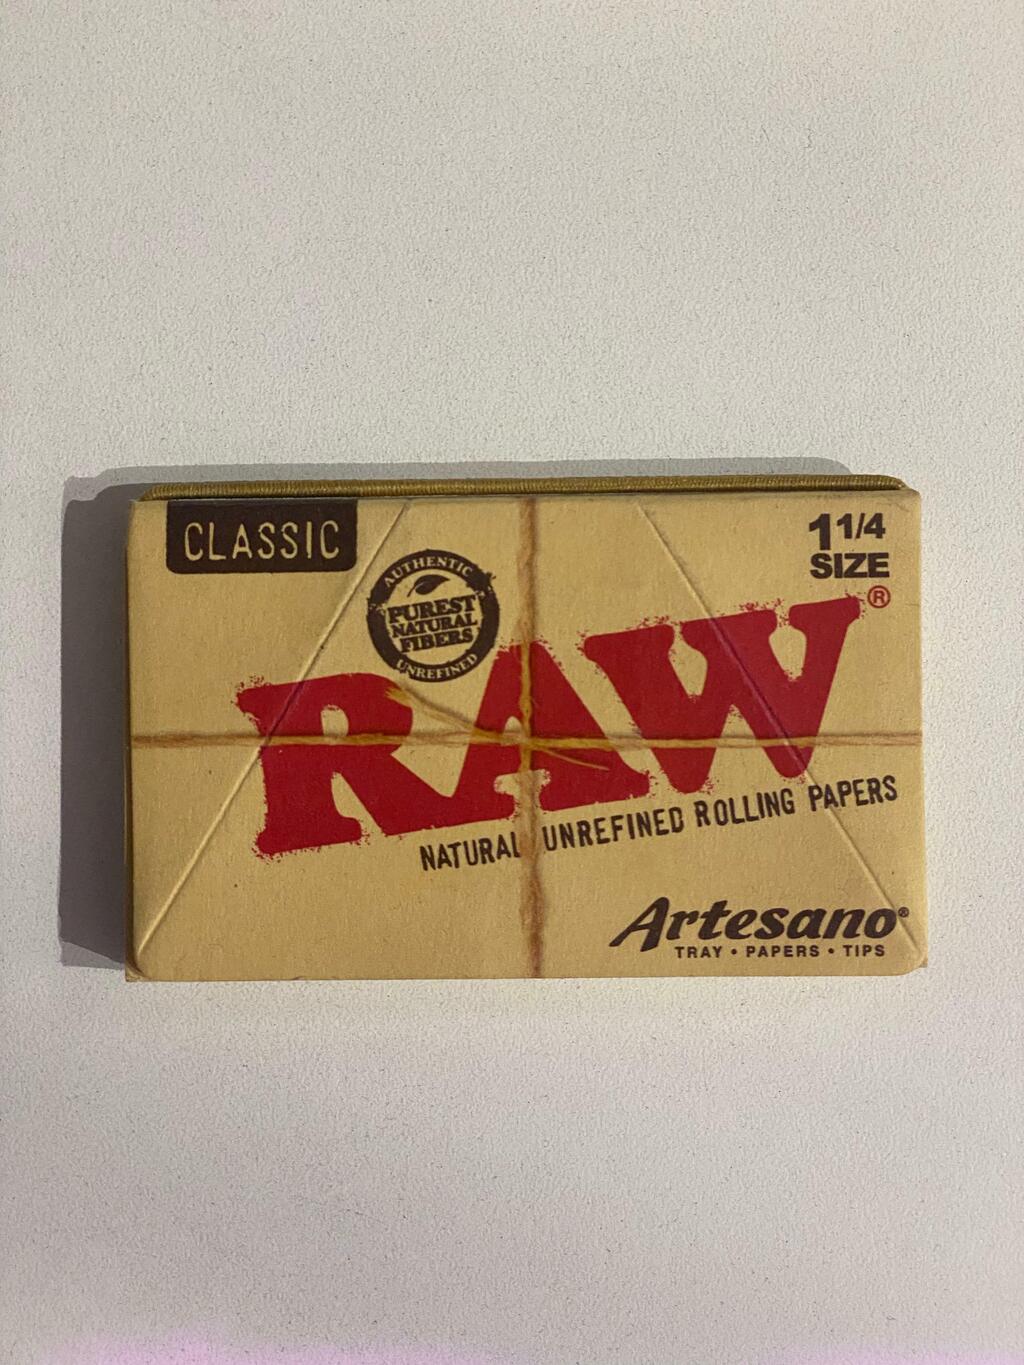 CLASSIC
1 1/4
SIZE
AUTHENTIC
PUREST
NATURAL
FIBERS
UNREFINED
RAW®
NATURAL UNREFINED ROLLING PAPERS
Artesano®
TRAY • PAPERS • TIPS